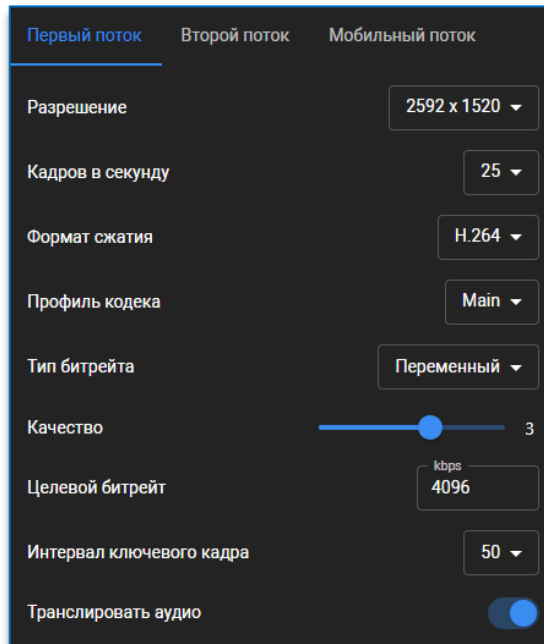 Первый поток Второй поток Мобильный поток
Разрешение 2592 x 1520
Кадров в секунду 25
Формат сжатия H.264
Профиль кодека Main
Тип битрейта Переменный
Качество 3
kbps
Целевой битрейт 4096
Интервал ключевого кадра 50
Транслировать аудио